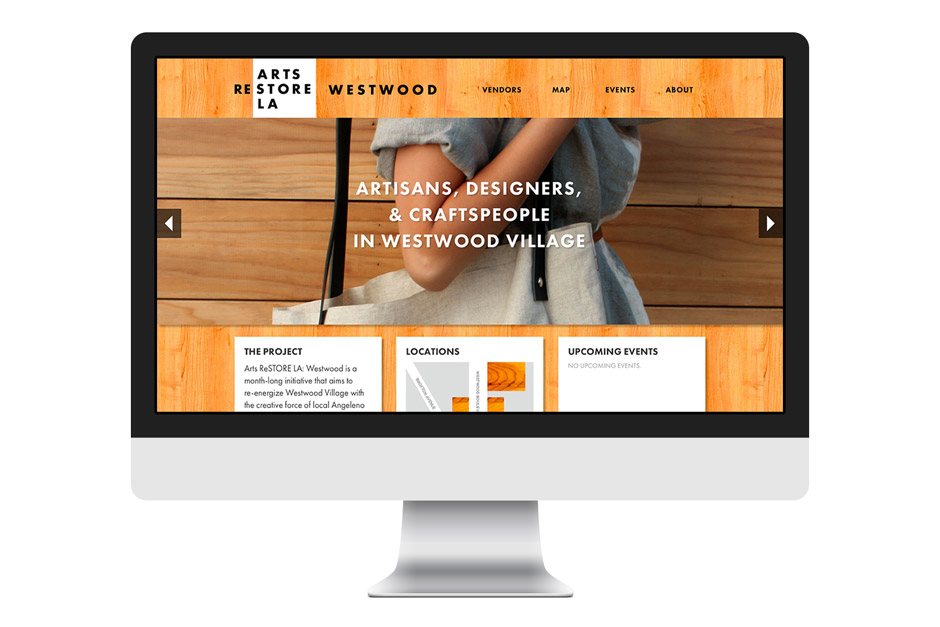 ARTS
RESTORE
LA
WESTWOOD
VENDORS
MAP
EVENTS
ABOUT
ARTISANS, DESIGNERS,
& CRAFTSPEOPLE
IN WESTWOOD VILLAGE
THE PROJECT
Arts ReSTORE LA: Westwood is a
month-long initiative that aims to
re-energize Westwood Village with
the creative force of local Angeleno
LOCATIONS
UPCOMING EVENTS
NO UPCOMING EVENTS.